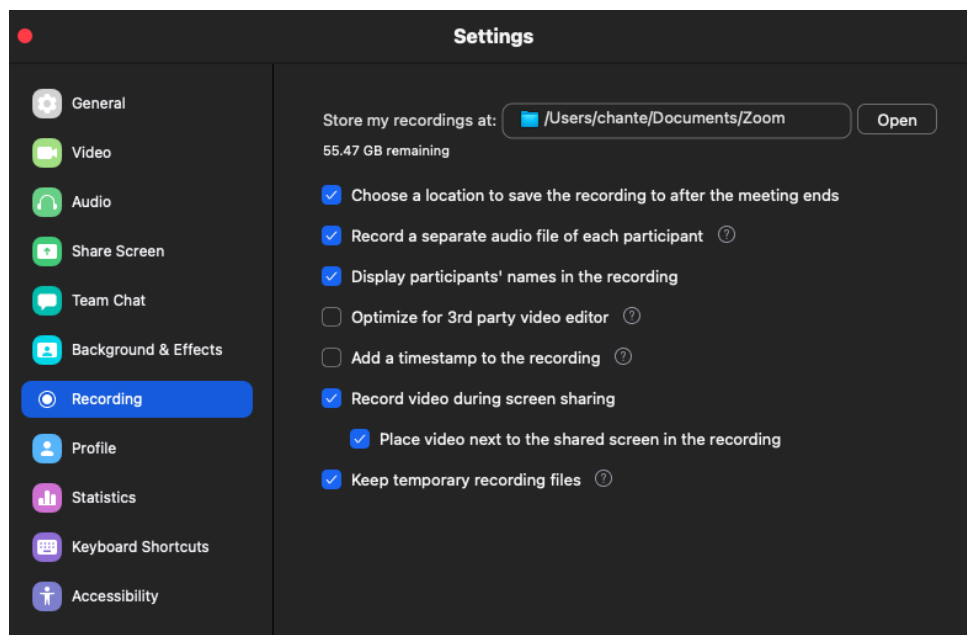 Settings
General
Video
Audio
Share Screen
Team Chat
Background & Effects
Recording
Profile
Statistics
Keyboard Shortcuts
Accessibility
Store my recordings at: /Users/chante/Documents/Zoom Open
55.47 GB remaining
Choose a location to save the recording to after the meeting ends
Record a separate audio file of each participant ?
Display participants' names in the recording
Optimize for 3rd party video editor ?
Add a timestamp to the recording ?
Record video during screen sharing
Place video next to the shared screen in the recording
Keep temporary recording files ?